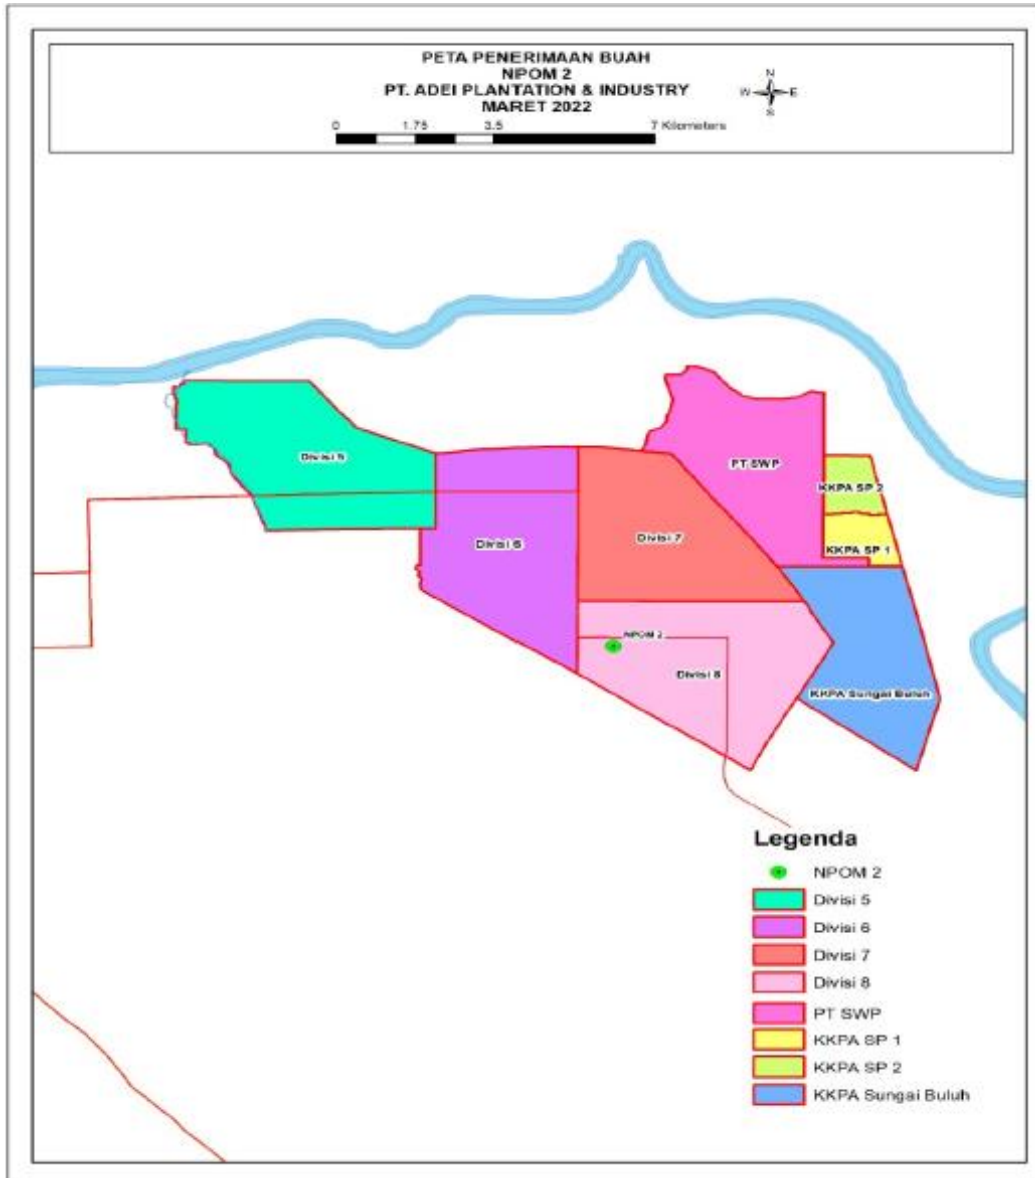 PETA PENERIMAAN BUAH
NPOM 2
PT. ADEI PLANTATION & INDUSTRY
MARET 2022
N
W E
S
0 1.75 3.5 7 Kilometers
Divisi 5
PT SWP
KKPA SP 2
Divisi 6
Divisi 7
KKPA SP 1
NPOM 2
Divisi 8
KKPA Sungai Buluh
Legenda
NPOM 2
Divisi 5
Divisi 6
Divisi 7
Divisi 8
PT SWP
KKPA SP 1
KKPA SP 2
KKPA Sungai Buluh